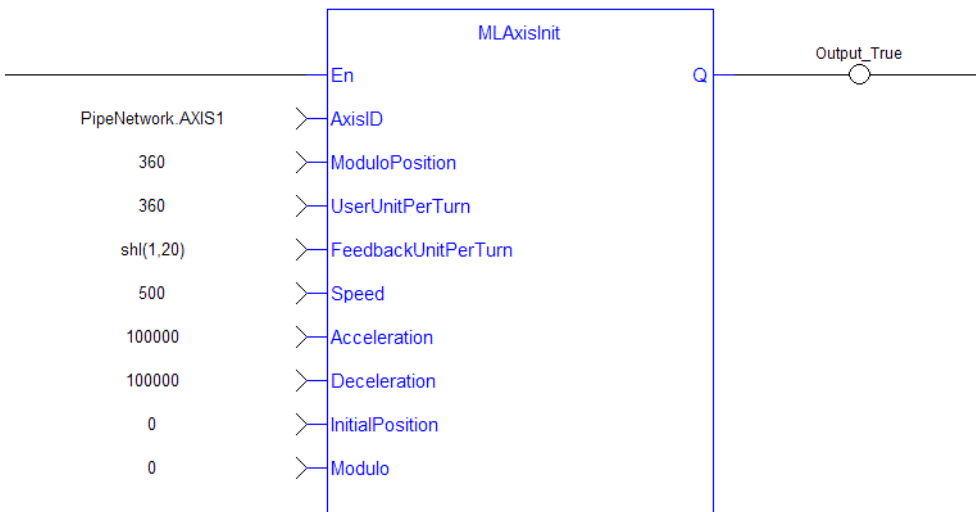 MLAxisInit
Output_True
En Q
PipeNetwork.AXIS1 AxisID
360 ModuloPosition
360 UserUnitPerTurn
shl(1,20) FeedbackUnitPerTurn
500 Speed
100000 Acceleration
100000 Deceleration
0 InitialPosition
0 Modulo